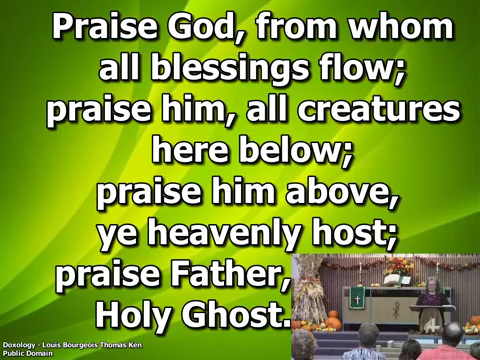 Praise God, from whom
all blessings flow;
praise him, all creatures
here below;
praise him above,
ye heavenly host;
praise Father,
Holy Ghost.
Doxology - Louis Bourgeois Thomas Ken
Public Domain